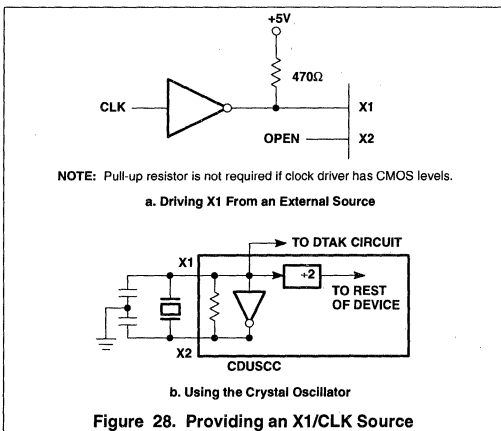 +5V
470Ω
CLK
X1
OPEN
X2
NOTE: Pull-up resistor is not required if clock driver has CMOS levels.
a. Driving X1 From an External Source
TO DTAK CIRCUIT
X1
÷2
TO REST
OF DEVICE
X2
CDUSCC
b. Using the Crystal Oscillator
Figure 28. Providing an X1/CLK Source